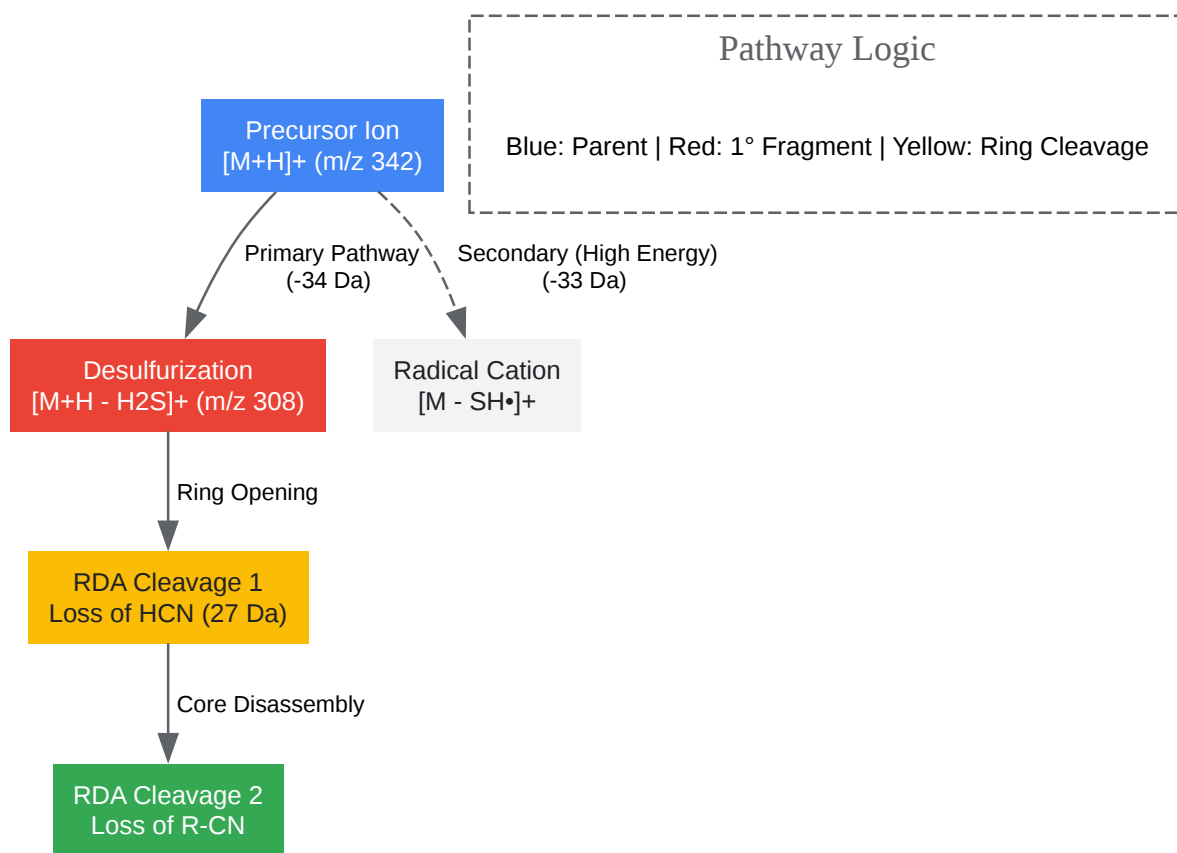 Pathway Logic
Blue: Parent | Red: 1° Fragment | Yellow: Ring Cleavage
Precursor Ion
[M+H]+ (m/z 342)
Primary Pathway
(-34 Da)
Secondary (High Energy)
(-33 Da)
Desulfurization
[M+H - H2S]+ (m/z 308)
Radical Cation
[M - SH•]+
Ring Opening
RDA Cleavage 1
Loss of HCN (27 Da)
Core Disassembly
RDA Cleavage 2
Loss of R-CN